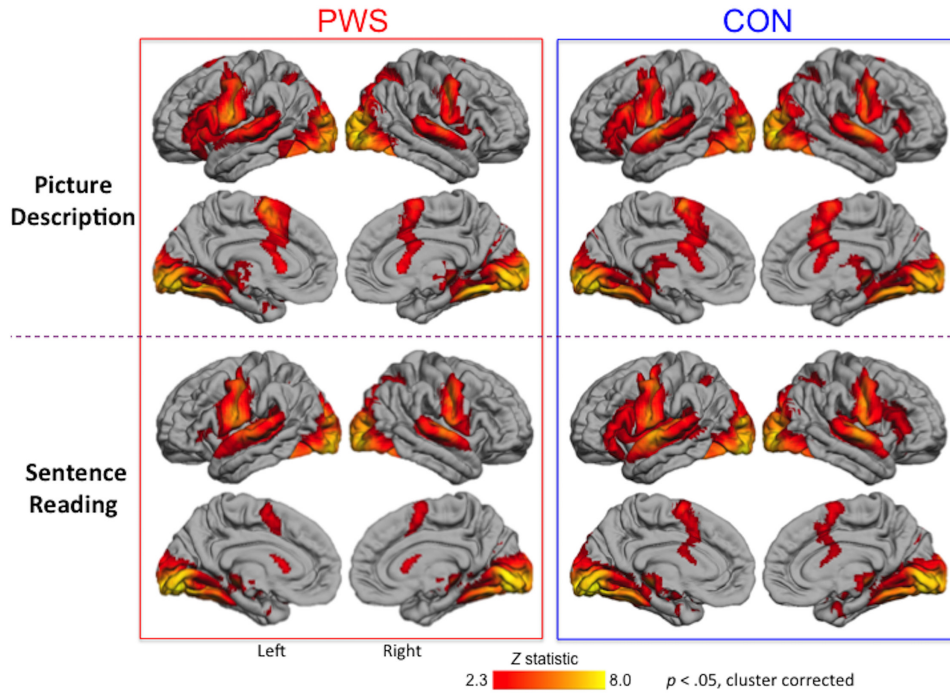 PWS
CON
Picture
Description
Sentence
Reading
Left
Right
Z statistic
2.3
8.0
p < .05, cluster corrected